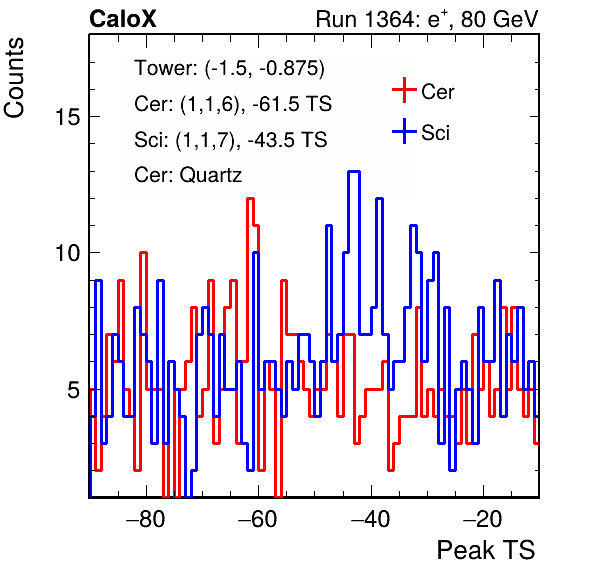 CaloX Run 1364: e+, 80 GeV
Counts
Tower: (-1.5, -0.875)
Cer: (1,1,6), -61.5 TS
Sci: (1,1,7), -43.5 TS
Cer: Quartz
Cer
Sci
15
10
5
−80 −60 −40 −20
Peak TS